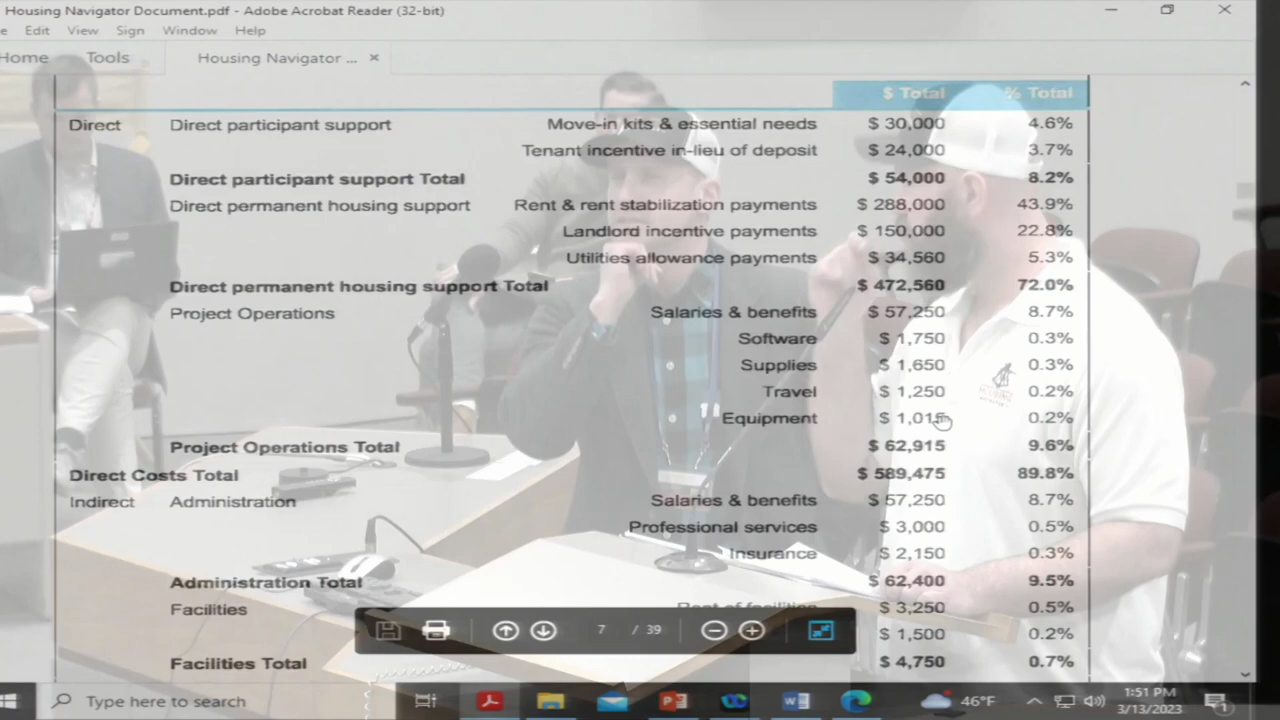 Housing Navigator Document.pdf - Adobe Acrobat Reader (32-bit)
e Edit View Sign Window Help
Home Tools Housing Navigator ... ×
$ Total % Total
Direct Direct participant support Move-in kits & essential needs $ 30,000 4.6%
Tenant incentive in-lieu of deposit $ 24,000 3.7%
Direct participant support Total $ 54,000 8.2%
Direct permanent housing support Rent & rent stabilization payments $ 288,000 43.9%
Landlord incentive payments $ 150,000 22.8%
Utilities allowance payments $ 34,560 5.3%
Direct permanent housing support Total $ 472,560 72.0%
Project Operations Salaries & benefits $ 57,250 8.7%
Software $ 1,750 0.3%
Supplies $ 1,650 0.3%
Travel $ 1,250 0.2%
Equipment $ 1,015 0.2%
Project Operations Total $ 62,915 9.6%
Direct Costs Total $ 589,475 89.8%
Indirect Administration Salaries & benefits $ 57,250 8.7%
Professional services $ 3,000 0.5%
Insurance $ 2,150 0.3%
Administration Total $ 62,400 9.5%
Facilities Rent of facilities $ 3,250 0.5%
7 / 39
$ 1,500 0.2%
Facilities Total $ 4,750 0.7%
Type here to search 46°F 1:51 PM
3/13/2023 1